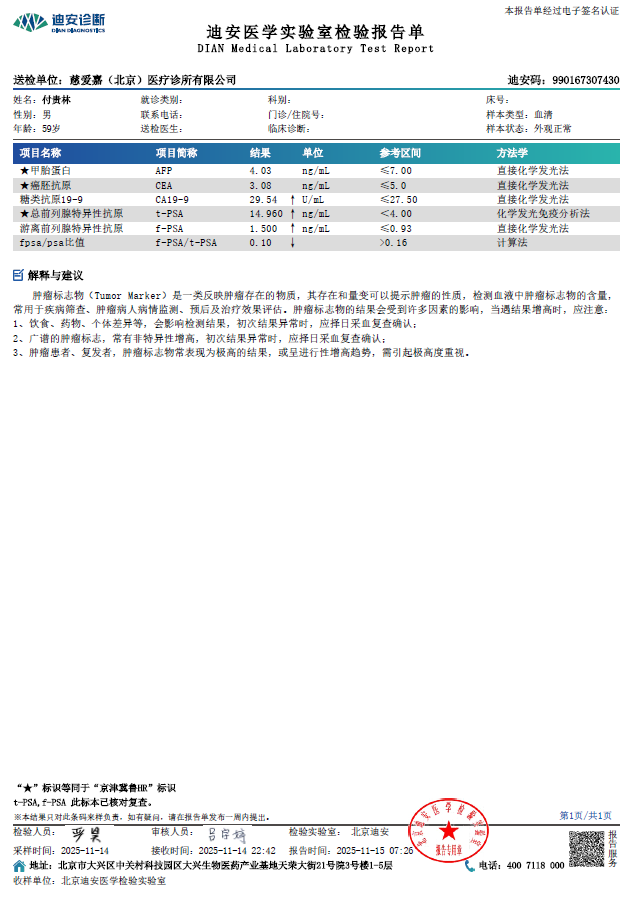 本报告单经过电子签名认证
迪安诊断
DIAN DIAGNOSTICS
迪安医学实验室检验报告单
DIAN Medical Laboratory Test Report
送检单位：慈爱嘉（北京）医疗诊所有限公司 迪安码：990167307430
姓名：付贵林 就诊类别： 科别： 床号：
性别：男 联系电话： 门诊/住院号： 样本类型：血清
年龄：59岁 送检医生： 临床诊断： 样本状态：外观正常
项目名称 项目简称 结果 单位 参考区间 方法学
★甲胎蛋白 AFP 4.03 ng/mL ≤7.00 直接化学发光法
★癌胚抗原 CEA 3.08 ng/mL ≤5.0 直接化学发光法
糖类抗原19-9 CA19-9 29.54 ↑ U/mL ≤27.50 直接化学发光法
★总前列腺特异性抗原 t-PSA 14.960 ↑ ng/mL <4.00 化学发光免疫分析法
游离前列腺特异性抗原 f-PSA 1.500 ↑ ng/mL ≤0.93 直接化学发光法
fpsa/psa比值 f-PSA/t-PSA 0.10 ↓ >0.16 计算法
解释与建议
肿瘤标志物（Tumor Marker）是一类反映肿瘤存在的物质，其存在和量变可以提示肿瘤的性质，检测血液中肿瘤标志物的含量，
常用于疾病筛查、肿瘤病人病情监测、预后及治疗效果评估。肿瘤标志物的结果会受到许多因素的影响，当遇结果增高时，应注意：
1、饮食、药物、个体差异等，会影响检测结果，初次结果异常时，应择日采血复查确认；
2、广谱的肿瘤标志，常有非特异性增高，初次结果异常时，应择日采血复查确认；
3、肿瘤患者、复发者，肿瘤标志物常表现为极高的结果，或呈进行性增高趋势，需引起极高度重视。
“★”标识等同于“京津冀鲁HR”标识
t-PSA,f-PSA 此标本已核对复查。
※本结果只对此条码来样负责，如有疑问，请在报告单发布一周内提出。 第1页/共1页
检验人员： 审核人员： 检验实验室： 北京迪安
采样时间：2025-11-14 接收时间：2025-11-14 22:42 报告时间：2025-11-15 07:26
报告专用章
报告服务
地址：北京市大兴区中关村科技园区大兴生物医药产业基地天荣大街21号院3号楼1-5层 电话：400 7118 000
收样单位：北京迪安医学检验实验室